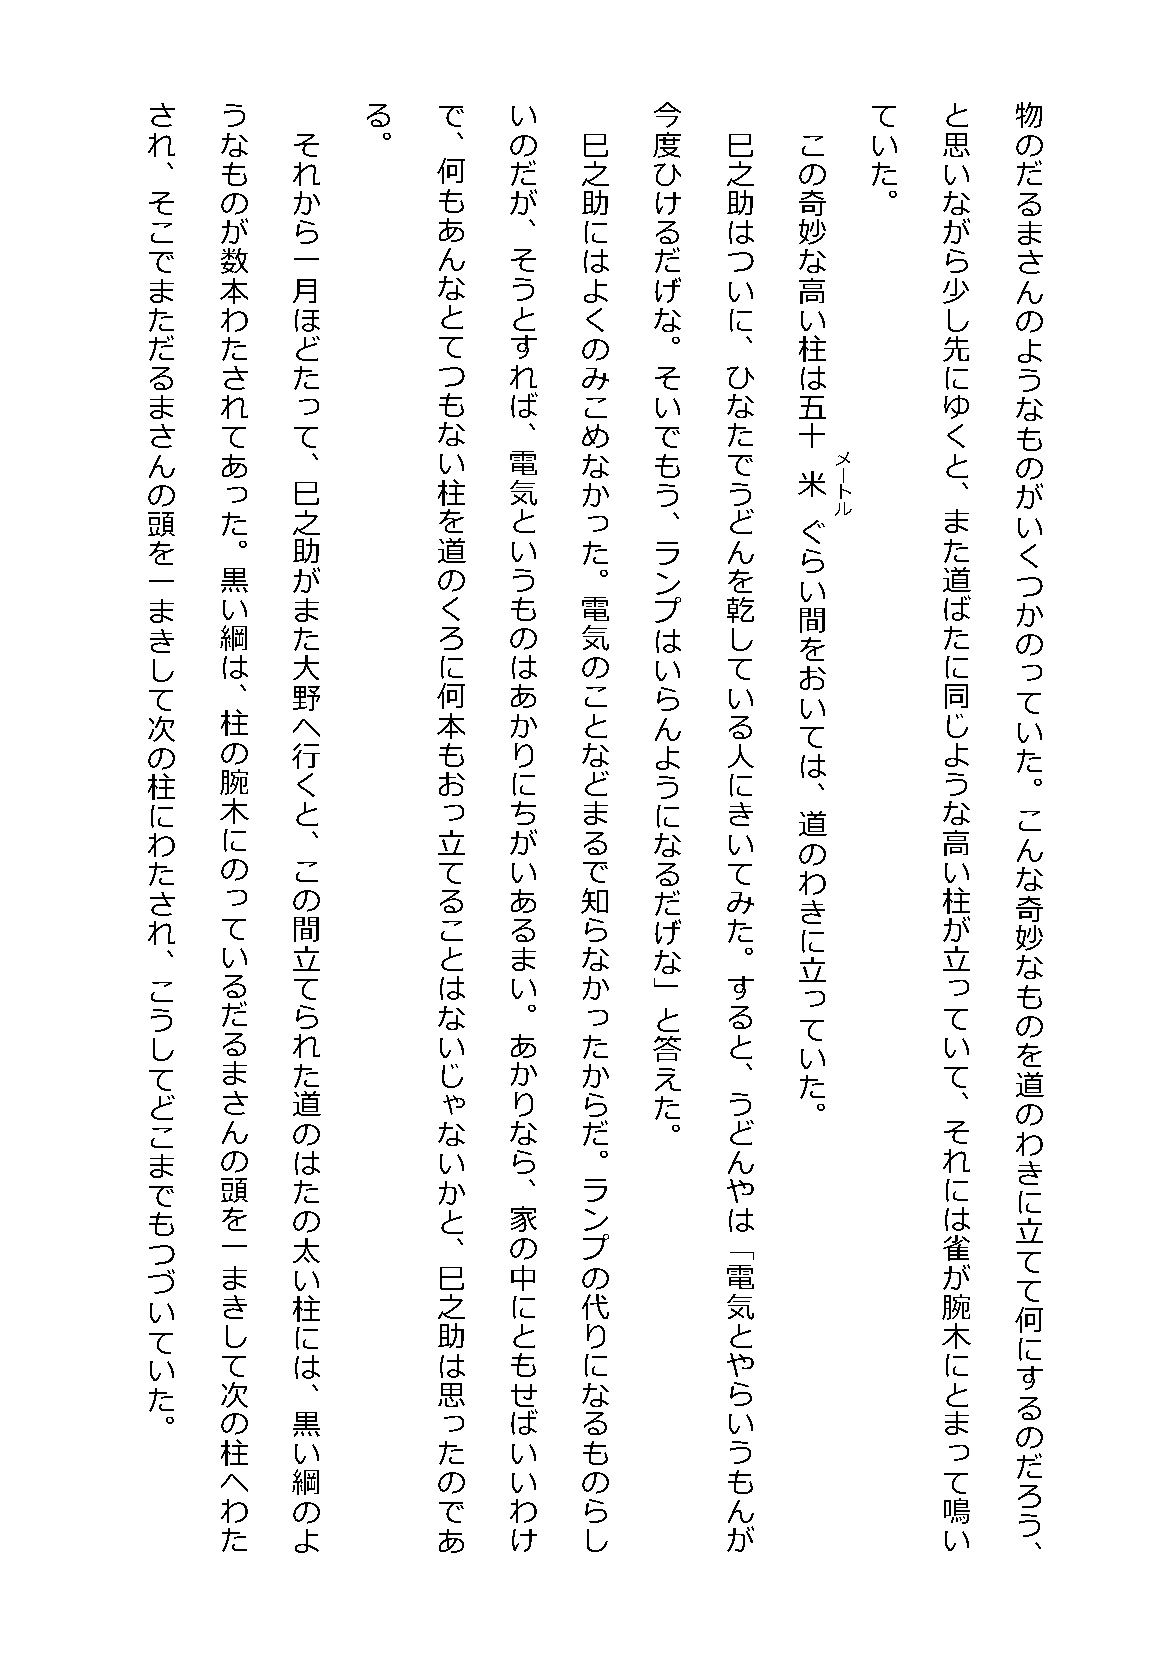 物のだるまさんのようなものがいくつかのっていた。こんな奇妙なものを道のわきに立てて何にするのだろう、
と思いながら少し先にゆくと、また道ばたに同じような高い柱が立っていて、それには雀が腕木にとまって鳴い
ていた。
この奇妙な高い柱は五十米メートルぐらい間をおいては、道のわきに立っていた。
巳之助はついに、ひなたでうどんを乾している人にきいてみた。すると、うどんやは「電気とやらいうもんが
今度ひけるだげな。そいでもう、ランプはいらんようになるだげな」と答えた。
巳之助にはよくのみこめなかった。電気のことなどまるで知らなかったからだ。ランプの代りになるものらし
いのだが、そうとすれば、電気というものはあかりにちがいあるまい。あかりなら、家の中にともせばいいわけ
で、何もあんなとてつもない柱を道のくろに何本もおっ立てることはないじゃないかと、巳之助は思ったのであ
る。
それから一月ほどたって、巳之助がまた大野へ行くと、この間立てられた道のはたの太い柱には、黒い綱のよ
うなものが数本わたされてあった。黒い綱は、柱の腕木にのっているだるまさんの頭を一まきして次の柱へわた
され、そこでまただるまさんの頭を一まきして次の柱にわたされ、こうしてどこまでもつづいていた。